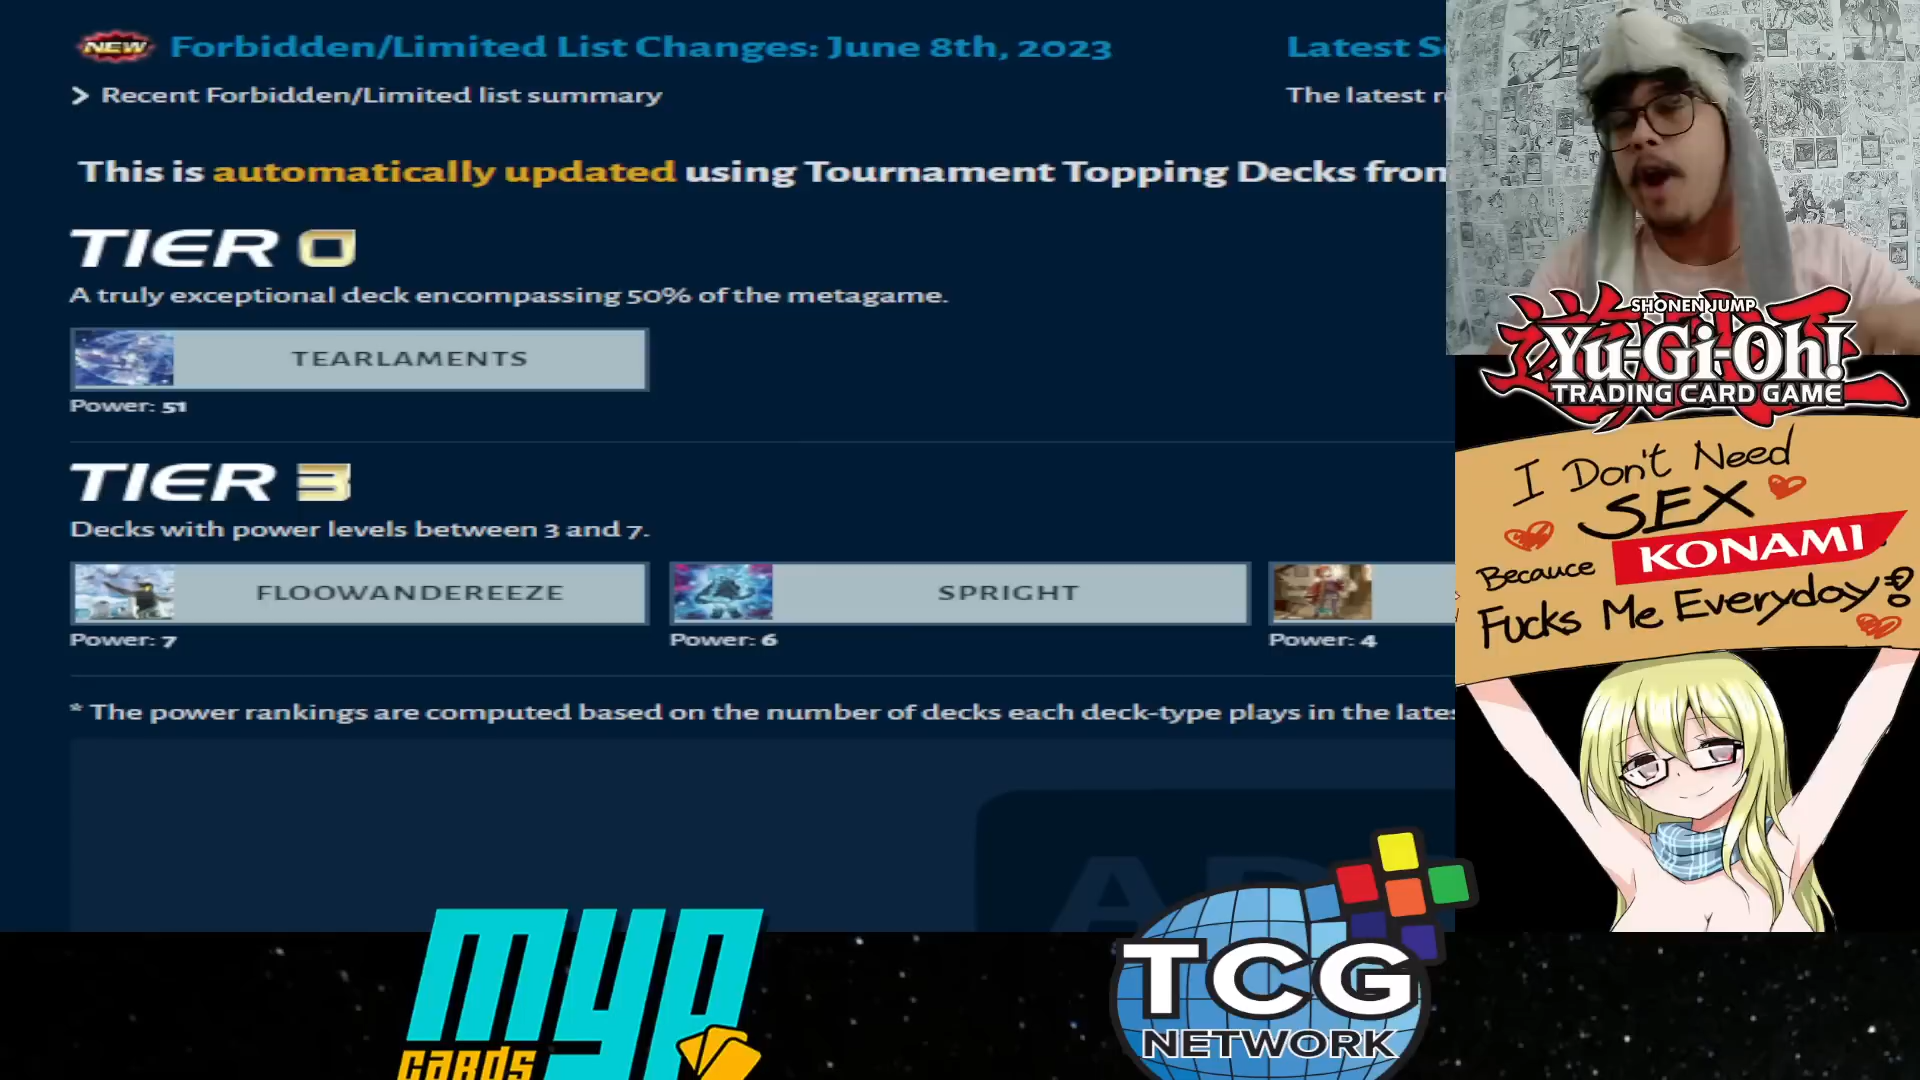 NEW Forbidden/Limited List Changes: June 8th, 2023
Latest S
> Recent Forbidden/Limited list summary
The latest r
This is automatically updated using Tournament Topping Decks from
TIER 0
A truly exceptional deck encompassing 50% of the metagame.
TEARLAMENTS
Power: 51
TIER 3
Decks with power levels between 3 and 7.
FLOOWANDEREEZE
SPRIGHT
Power: 7
Power: 6
Power: 4
* The power rankings are computed based on the number of decks each deck-type plays in the lates
SHONEN JUMP
Yu-Gi-Oh!
TRADING CARD GAME
I Don't Need
SEX
Becauce KONAMI
Fucks Me Everyday
myp
cards
TCG
NETWORK